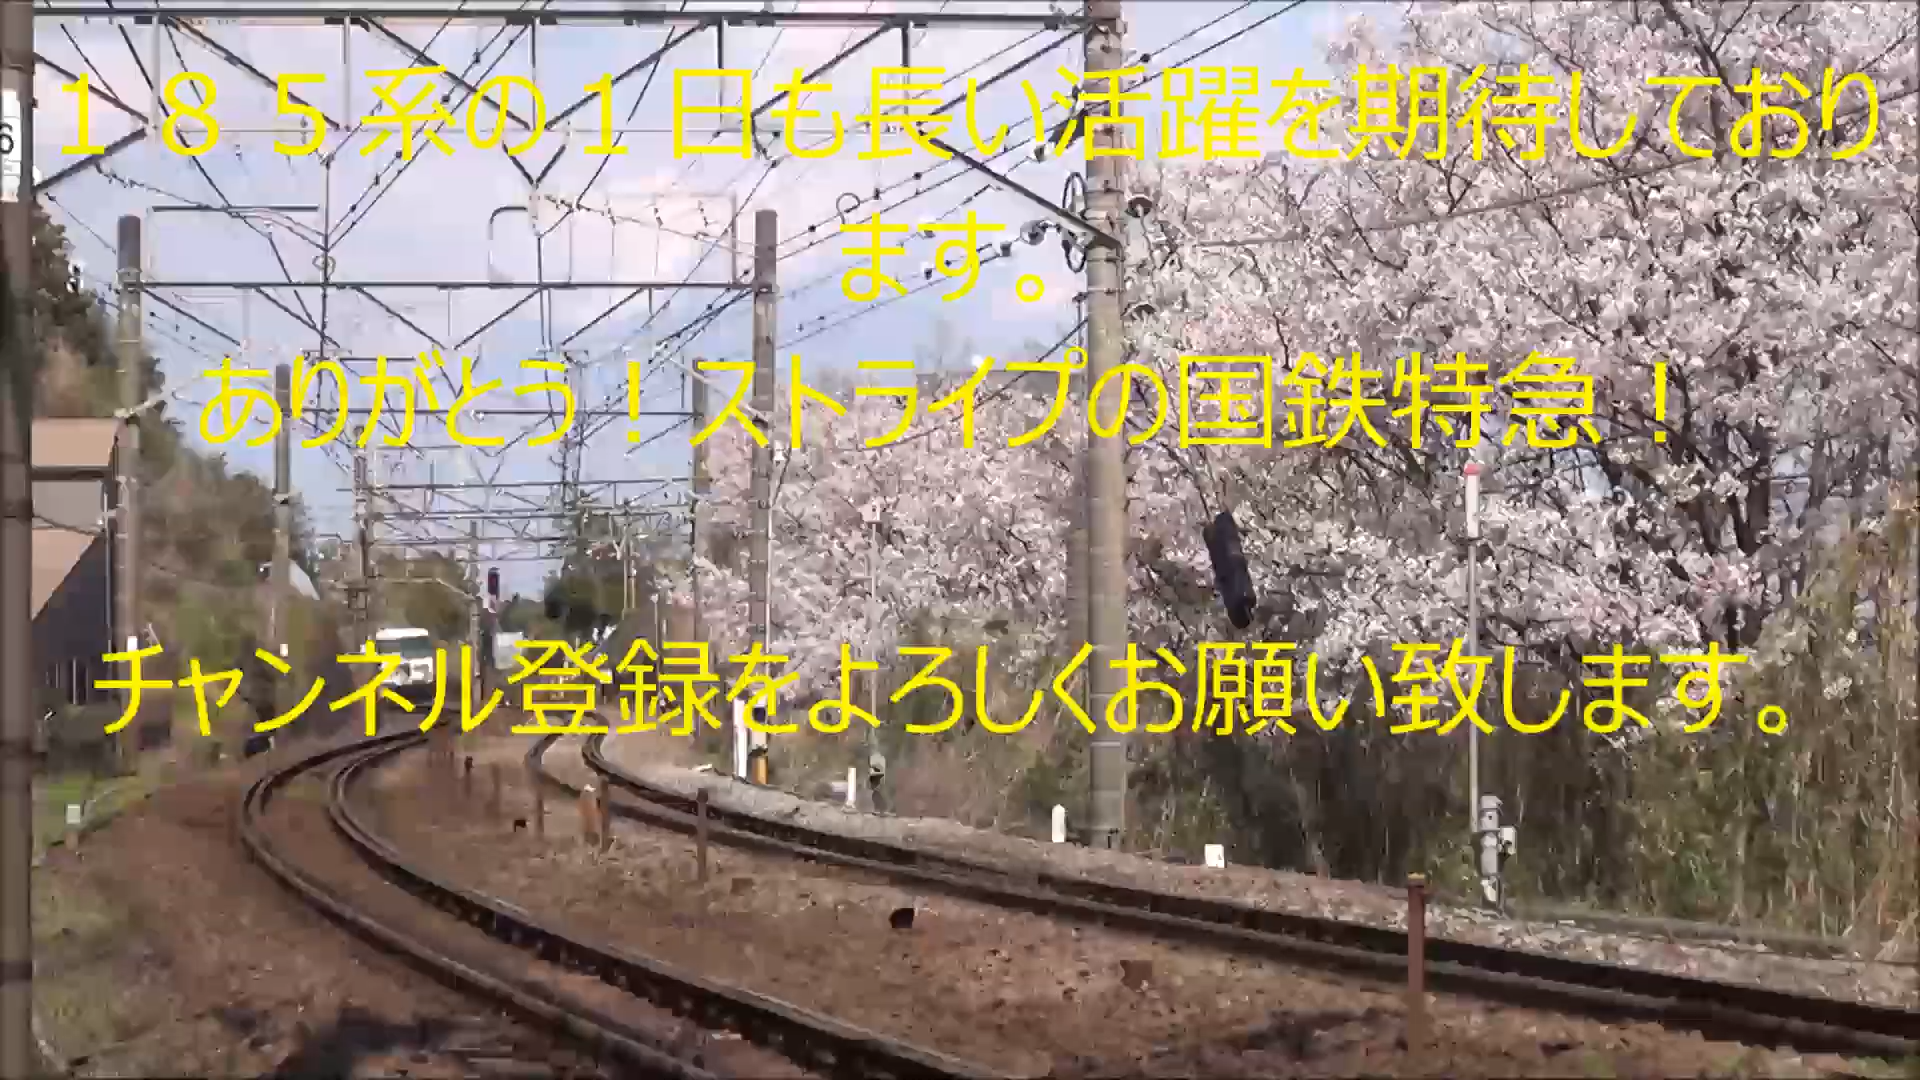 6
１８５系の１日も長い活躍を期待しており
ます。
ありがとう！ストライプの国鉄特急！
チャンネル登録をよろしくお願い致します。